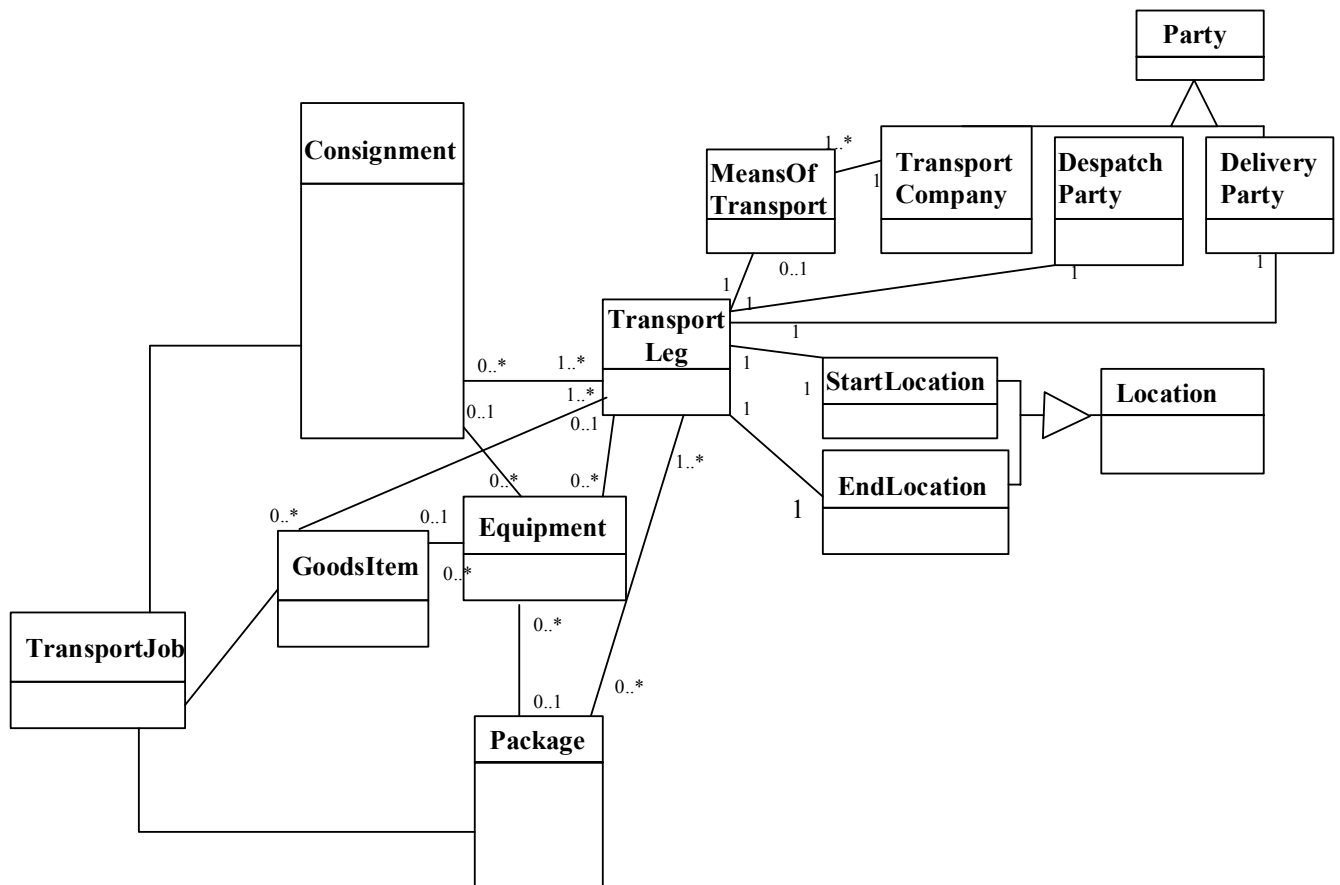 Party
Consignment
1..*
MeansOf
Transport
1
Transport
Company
Despatch
Party
Delivery
Party
0..1
1
1
1
1
1
Transport
Leg
0..*
1..*
1
1
StartLocation
Location
1..*
0..1
0..1
1
0..*
0..*
1..*
EndLocation
1
0..*
0..1
Equipment
GoodsItem
0..*
TransportJob
0..*
0..*
0..1
Package